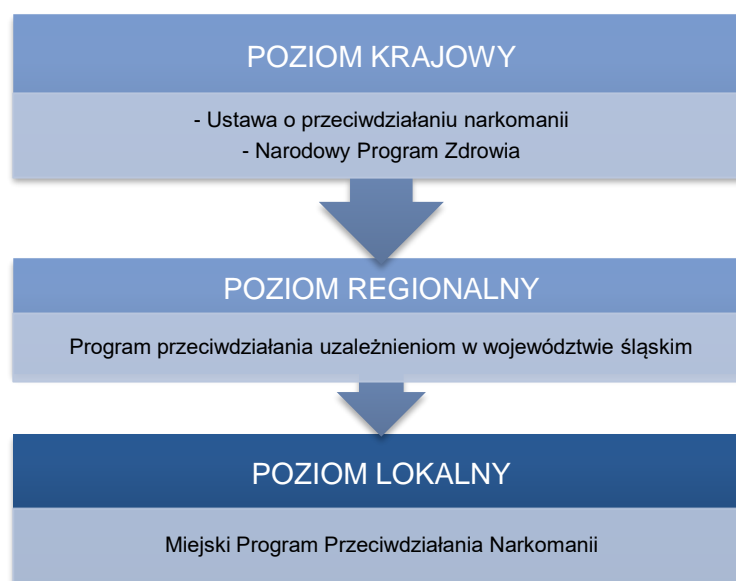 POZIOM KRAJOWY
- Ustawa o przeciwdziałaniu narkomanii
- Narodowy Program Zdrowia
POZIOM REGIONALNY
Program przeciwdziałania uzależnieniom w województwie śląskim
POZIOM LOKALNY
Miejski Program Przeciwdziałania Narkomanii